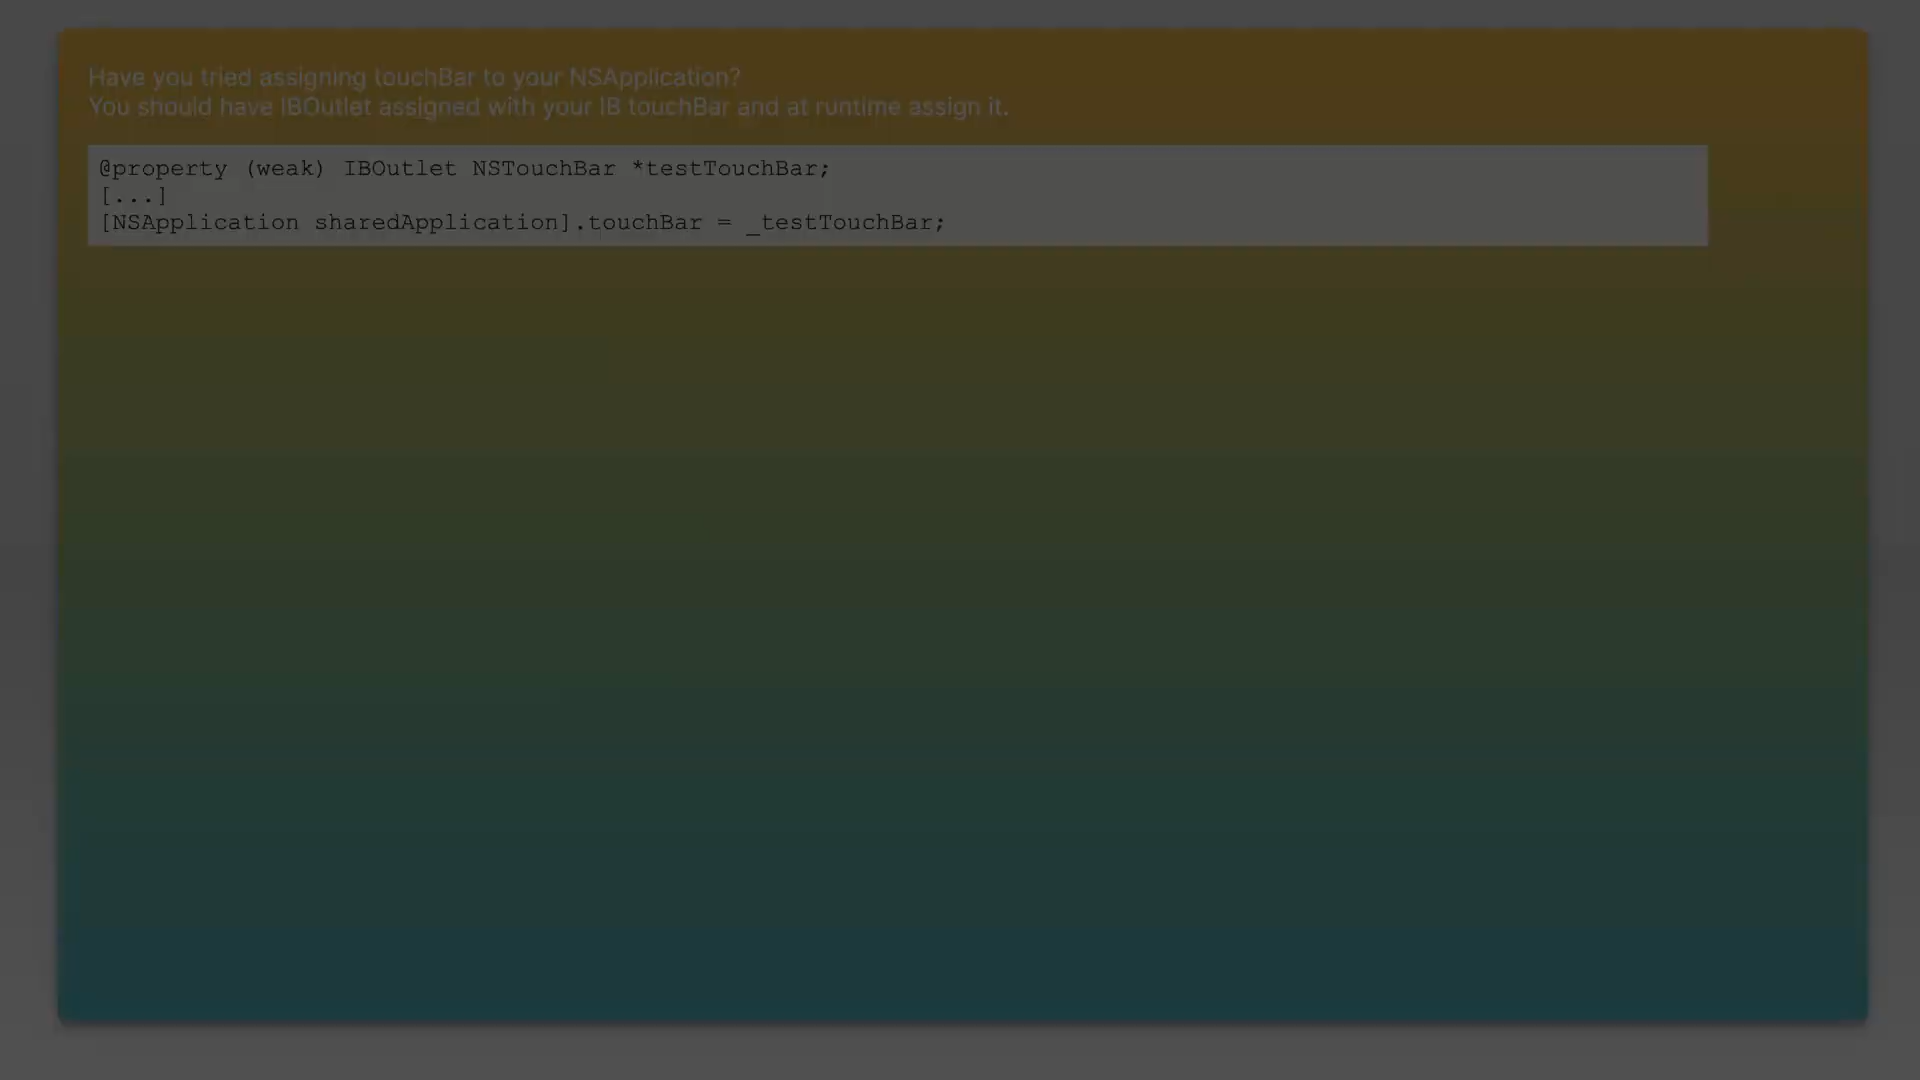 Have you tried assigning touchBar to your NSApplication?
You should have IBOutlet assigned with your IB touchBar and at runtime assign it.
@property (weak) IBOutlet NSTouchBar *testTouchBar;
[...]
[NSApplication sharedApplication].touchBar = _testTouchBar;